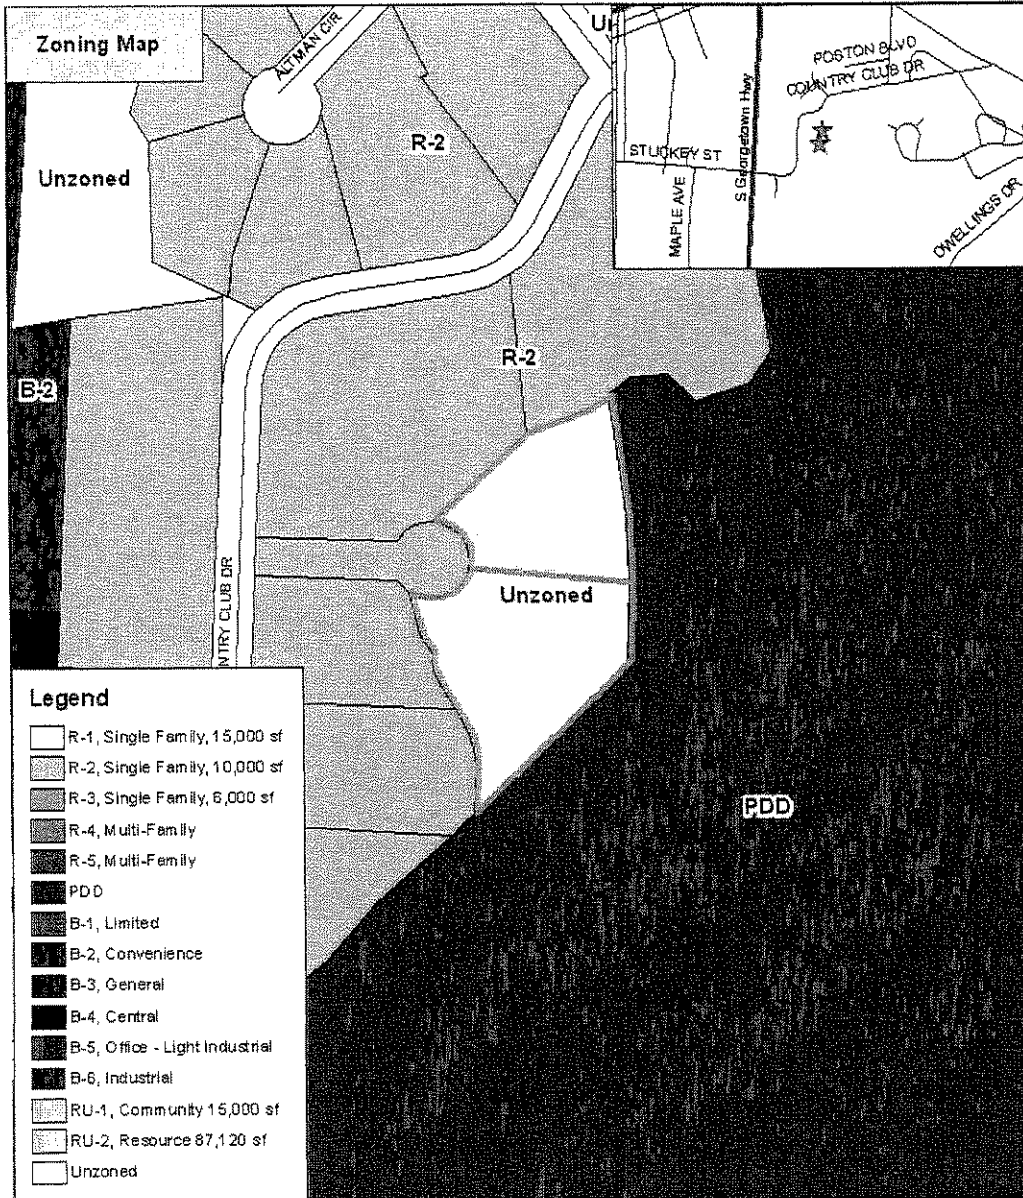 Zoning Map
ALTMAN CIR
R-2
Unzoned
POSTON BLVD
COUNTRY CLUB DR
STUCKEY ST
MAPLE AVE
S Georgetown Hwy
DWELLINGS DR
R-2
B-2
Unzoned
NTRY CLUB DR
PDD
Legend
R-1, Single Family, 15,000 sf
R-2, Single Family, 10,000 sf
R-3, Single Family, 6,000 sf
R-4, Multi-Family
R-5, Multi-Family
PDD
B-1, Limited
B-2, Convenience
B-3, General
B-4, Central
B-5, Office - Light Industrial
B-6, Industrial
RU-1, Community 15,000 sf
RU-2, Resource 87,120 sf
Unzoned